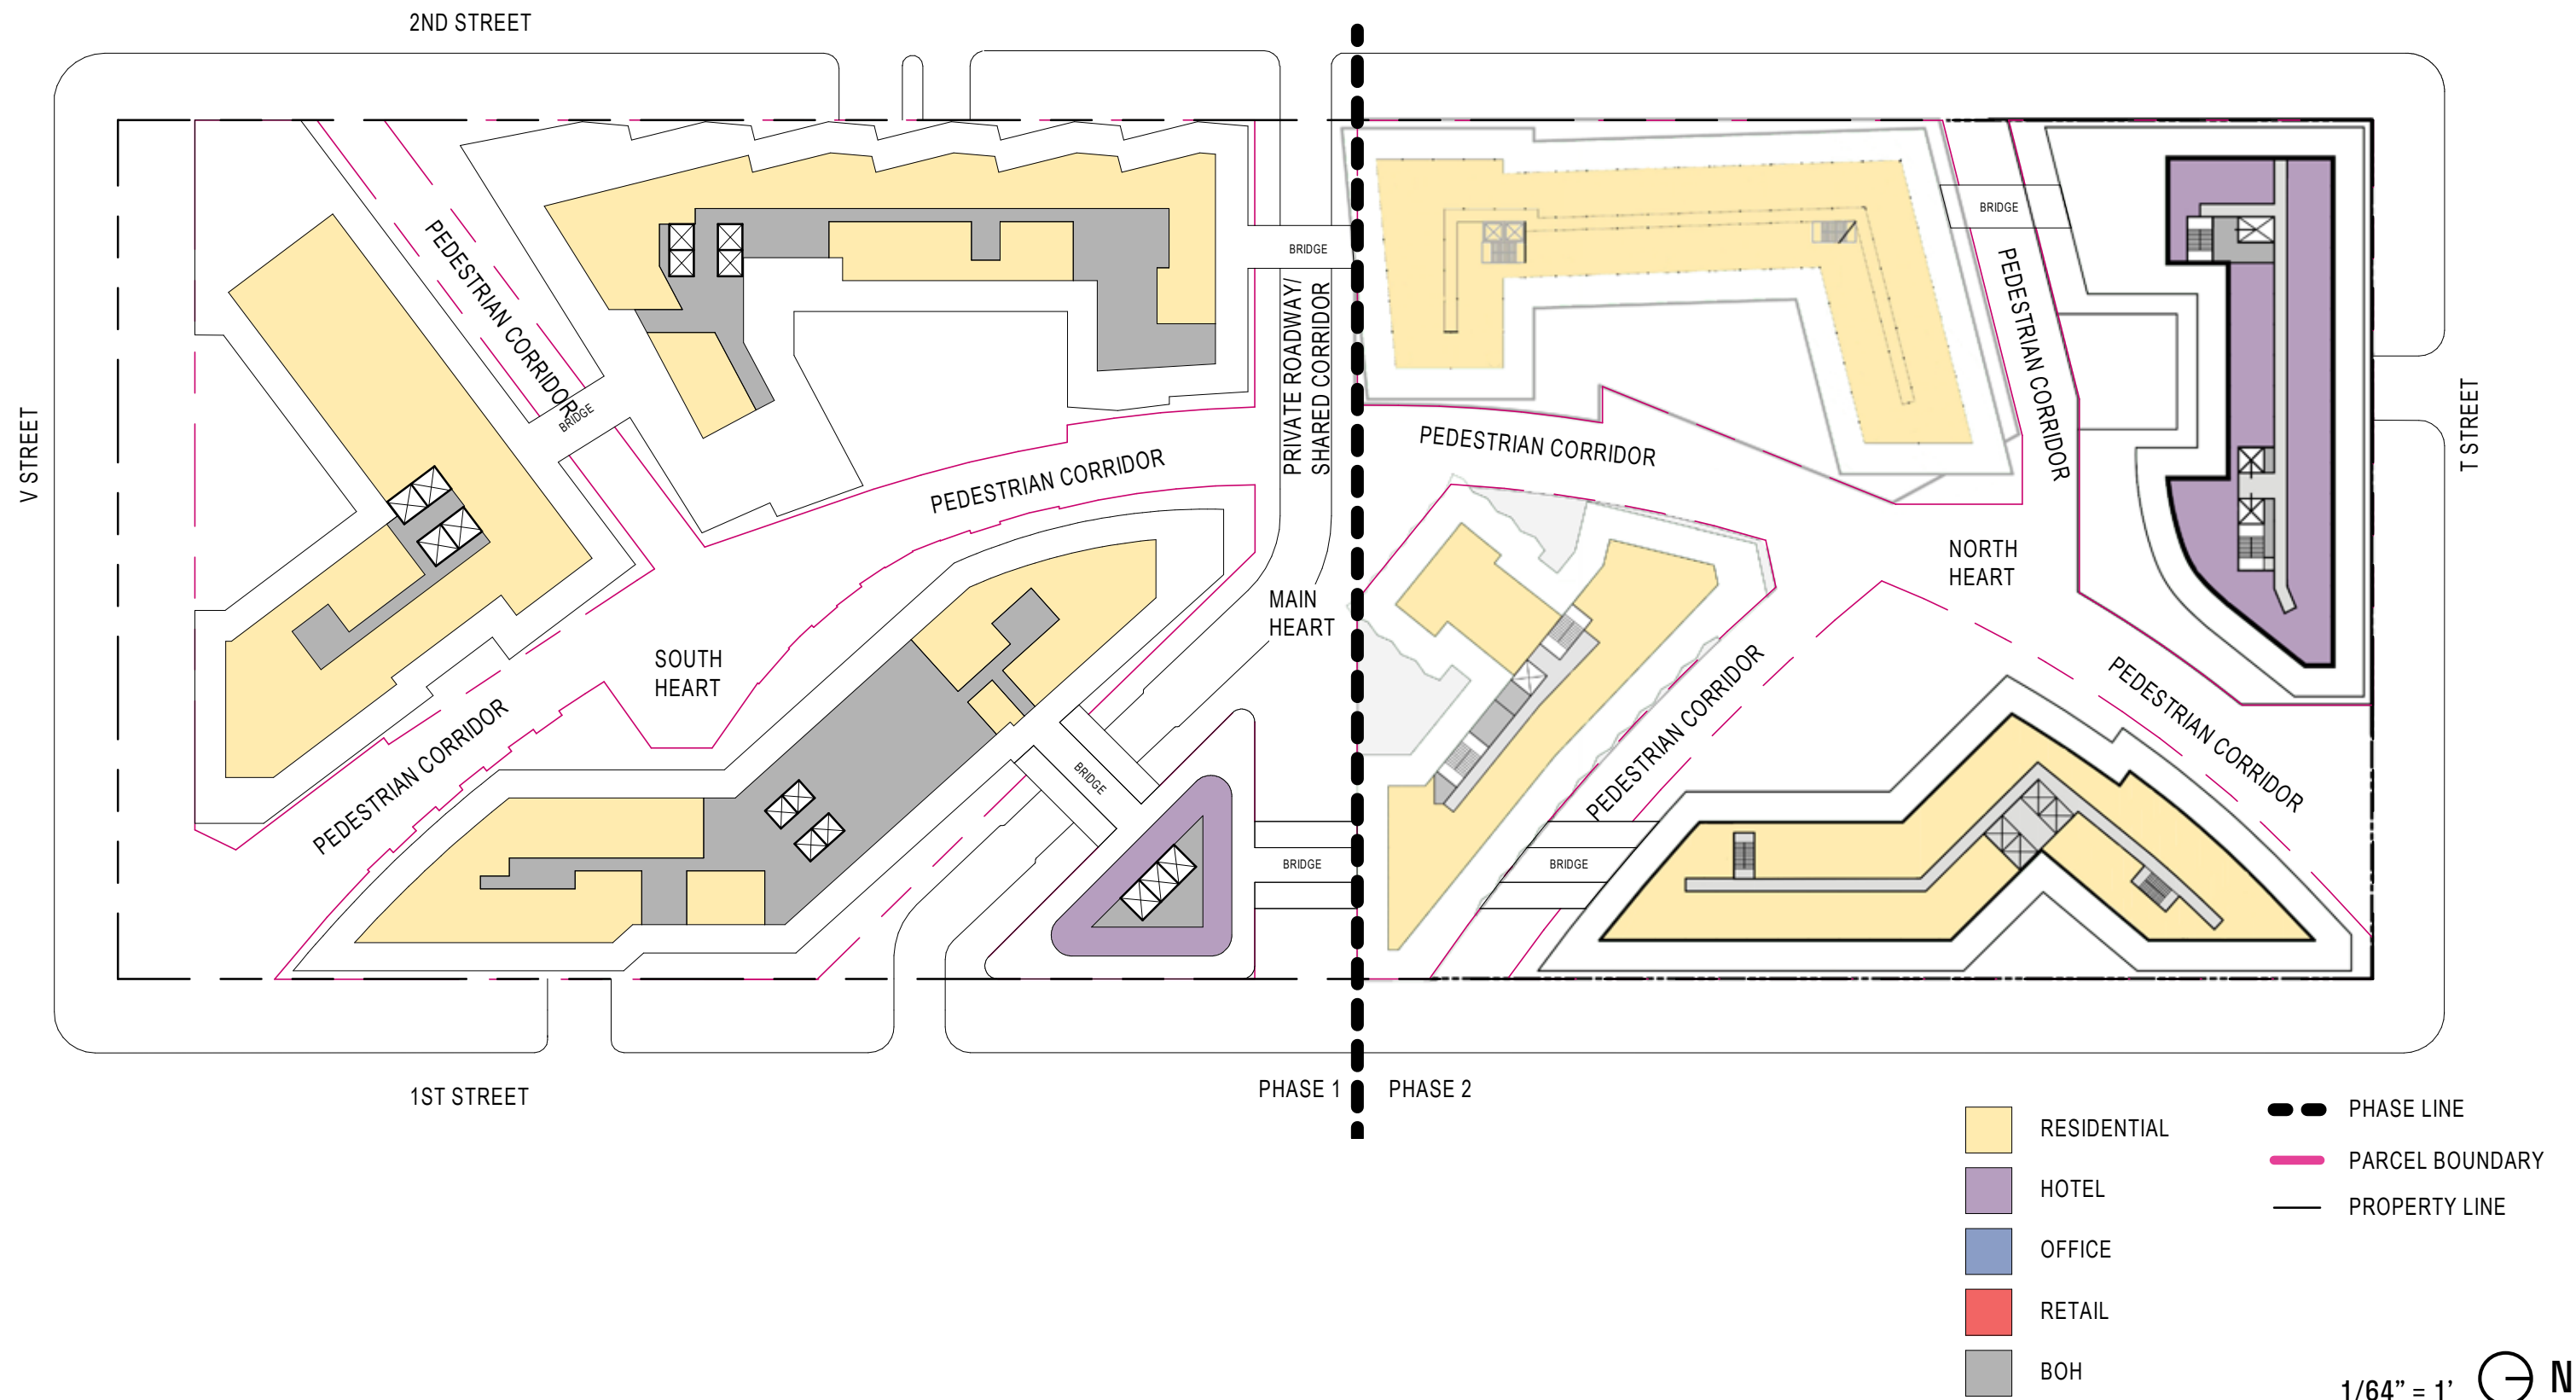 2ND STREET
V STREET
PEDESTRIAN CORRIDOR
BRIDGE
BRIDGE
PRIVATE ROADWAY/
SHARED CORRIDOR
PEDESTRIAN CORRIDOR
PEDESTRIAN CORRIDOR
BRIDGE
PEDESTRIAN CORRIDOR
T STREET
SOUTH
HEART
MAIN
HEART
NORTH
HEART
PEDESTRIAN CORRIDOR
PEDESTRIAN CORRIDOR
PEDESTRIAN CORRIDOR
BRIDGE
BRIDGE
BRIDGE
1ST STREET
PHASE 1
PHASE 2
RESIDENTIAL
HOTEL
OFFICE
RETAIL
BOH
PHASE LINE
PARCEL BOUNDARY
PROPERTY LINE
1/64” = 1’
N